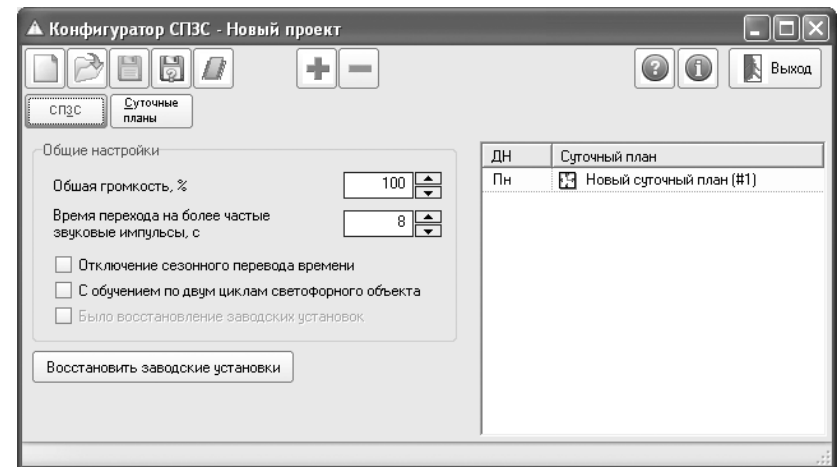 Конфигуратор СПЗС - Новый проект
Выход
СПЗС
Суточные
планы
Общие настройки
Обшая громкость, %
100
Время перехода на более частые
звуковые импульсы, с
8
Отключение сезонного перевода времени
С обучением по двум циклам светофорного объекта
Было восстановление заводских установок
Восстановить заводские установки
ДН
Суточный план
Пн
Новый суточный план (#1)